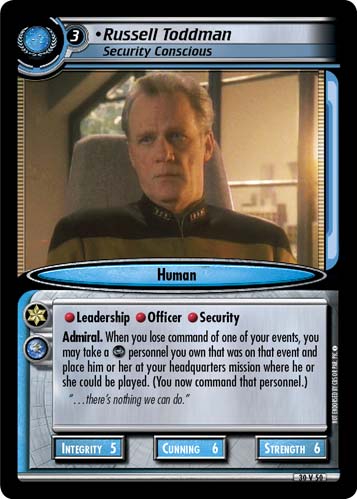 3
•Russell Toddman
Security Conscious
Human
Leadership Officer Security
Admiral. When you lose command of one of your events, you
may take a personnel you own that was on that event and
place him or her at your headquarters mission where he or
she could be played. (You now command that personnel.)
"…there's nothing we can do."
INTEGRITY 5 CUNNING 6 STRENGTH 6
30 V 50